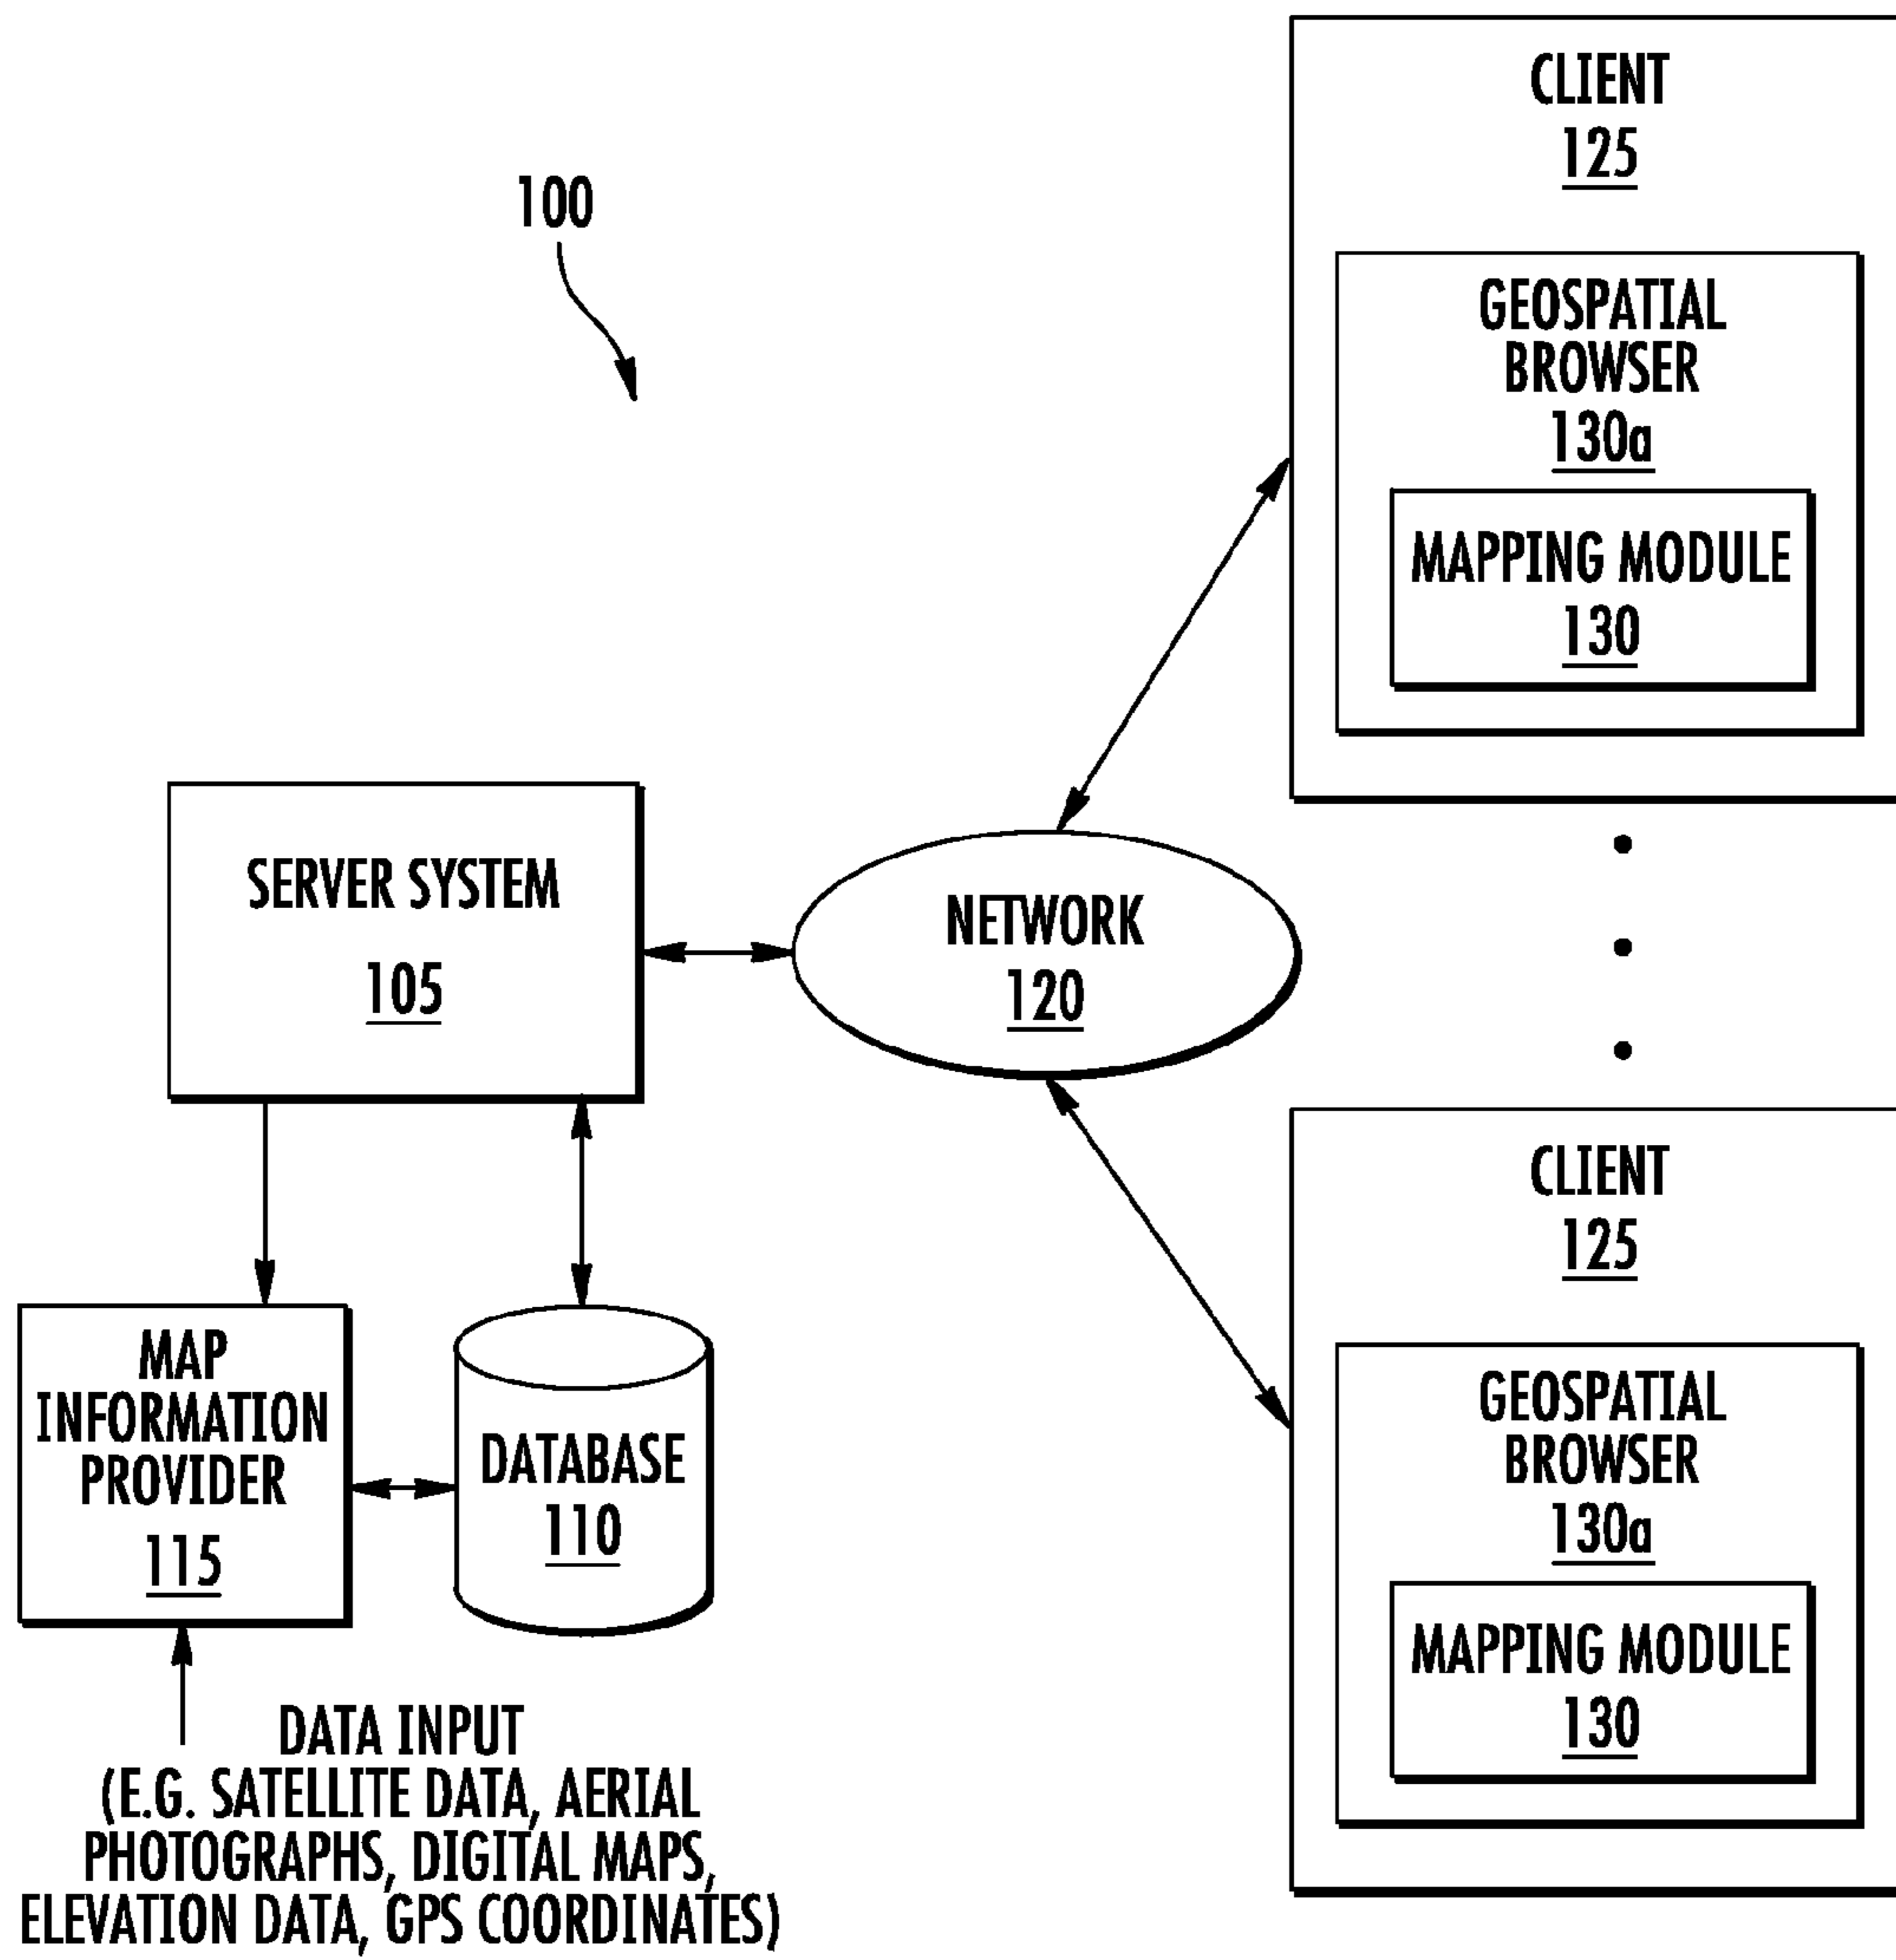 100
CLIENT
125
GEOSPATIAL
BROWSER
130a
MAPPING MODULE
130
SERVER SYSTEM
105
NETWORK
120
CLIENT
125
GEOSPATIAL
BROWSER
130a
MAPPING MODULE
130
MAP
INFORMATION
PROVIDER
115
DATABASE
110
DATA INPUT
(E.G. SATELLITE DATA, AERIAL
PHOTOGRAPHS, DIGITAL MAPS,
ELEVATION DATA, GPS COORDINATES)